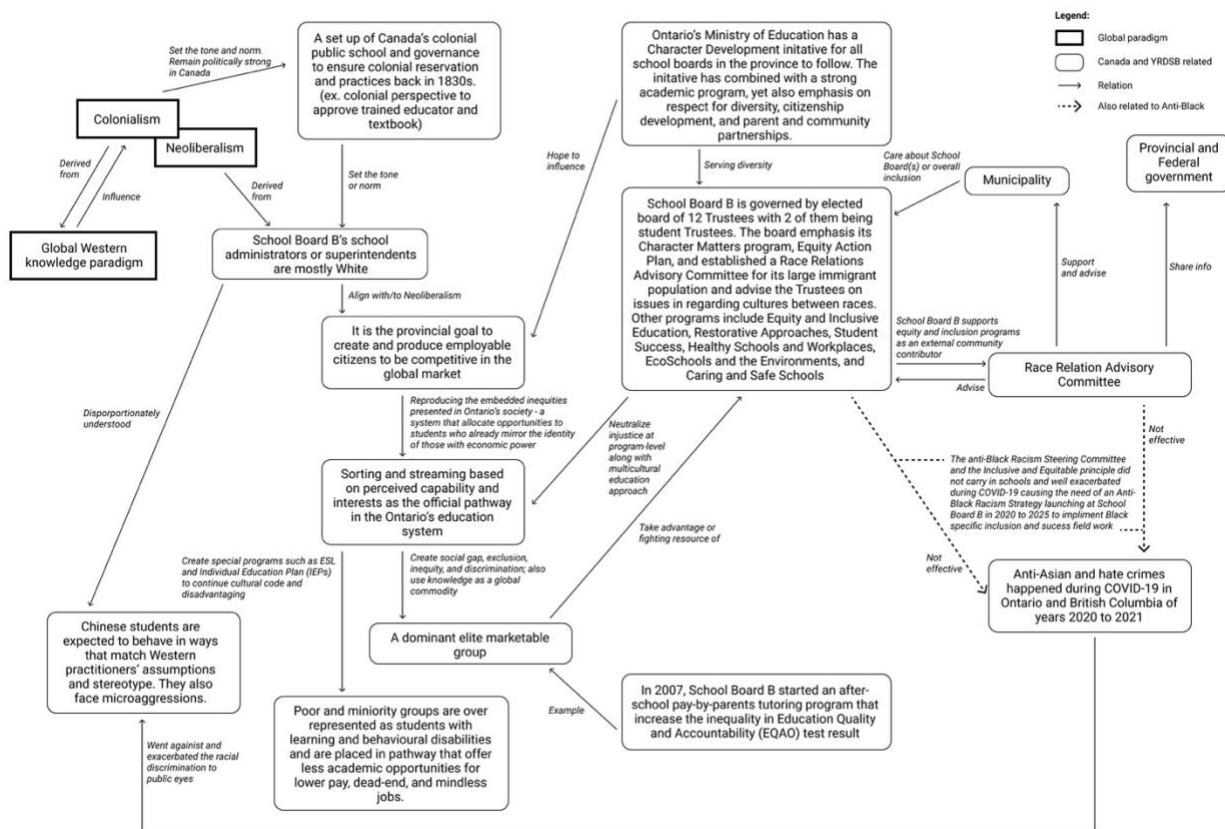 Legend:
Global paradigm
Canada and YRDSB related
Relation
Also related to Anti-Black
Set the tone and norm.
Remain politically strong
in Canada
A set up of Canada's colonial
public school and governance
to ensure colonial reservation
and practices back in 1830s.
(ex. colonial perspective to
approve trained educator and
textbook)
Ontario's Ministry of Education has a
Character Development initative for all
school boards in the province to follow. The
initative has combined with a strong
academic program, yet also emphasis on
respect for diversity, citizenship
development, and parent and community
partnerships.
Colonialism
Neoliberalism
Derived
from
Influence
Derived
from
Set the tone
or norm
Hope to
influence
Serving diversity
Care about School
Board(s) or overall
inclusion
Municipality
Provincial and
Federal
government
Global Western
knowledge paradigm
School Board B's school
administrators or superintendents
are mostly White
School Board B is governed by elected
board of 12 Trustees with 2 of them being
student Trustees. The board emphasis its
Character Matters program, Equity Action
Plan, and established a Race Relations
Advisory Committee for its large immigrant
population and advise the Trustees on
issues in regarding cultures between races.
Other programs include Equity and Inclusive
Education, Restorative Approaches, Student
Success, Healthy Schools and Workplaces,
EcoSchools and the Environments, and
Caring and Safe Schools
Support
and advise
Share info
Align with/to Neoliberalism
It is the provincial goal to
create and produce employable
citizens to be competitive in the
global market
School Board B supports
equity and inclusion programs
as an external community
contributor
Advise
Race Relation Advisory
Committee
Disporportionately
understood
Reproducing the embedded inequities
presented in Ontario's society - a
system that allocate opportunities to
students who already mirror the identity
of those with economic power
Neutralize
injustice at
program-level
along with
multicultural
education
approach
Not
effective
The anti-Black Racism Steering Committee
and the Inclusive and Equitable principle did
not carry in schools and well exacerbated
during COVID-19 causing the need of an Anti-
Black Racism Strategy launching at School
Board B in 2020 to 2025 to impliment Black
specific inclusion and sucess field work
Sorting and streaming based
on perceived capability and
interests as the official pathway
in the Ontario's education
system
Take advantage or
fighting resource of
Create special programs such as ESL
and Individual Education Plan (IEPs)
to continue cultural code and
disadvantaging
Create social gap, exclusion,
inequity, and discrimination; also
use knowledge as a global
commodity
Not
effective
Anti-Asian and hate crimes
happened during COVID-19 in
Ontario and British Columbia of
years 2020 to 2021
Chinese students are
expected to behave in ways
that match Western
practitioners' assumptions
and stereotype. They also
face microaggressions.
A dominant elite marketable
group
Example
In 2007, School Board B started an after-
school pay-by-parents tutoring program that
increase the inequality in Education Quality
and Accountability (EQAO) test result
Poor and miniority groups are over
represented as students with
learning and behavioural disabilities
and are placed in pathway that offer
less academic opportunities for
lower pay, dead-end, and mindless
jobs.
Went againist and
exacerbated the racial
discrimination to
public eyes